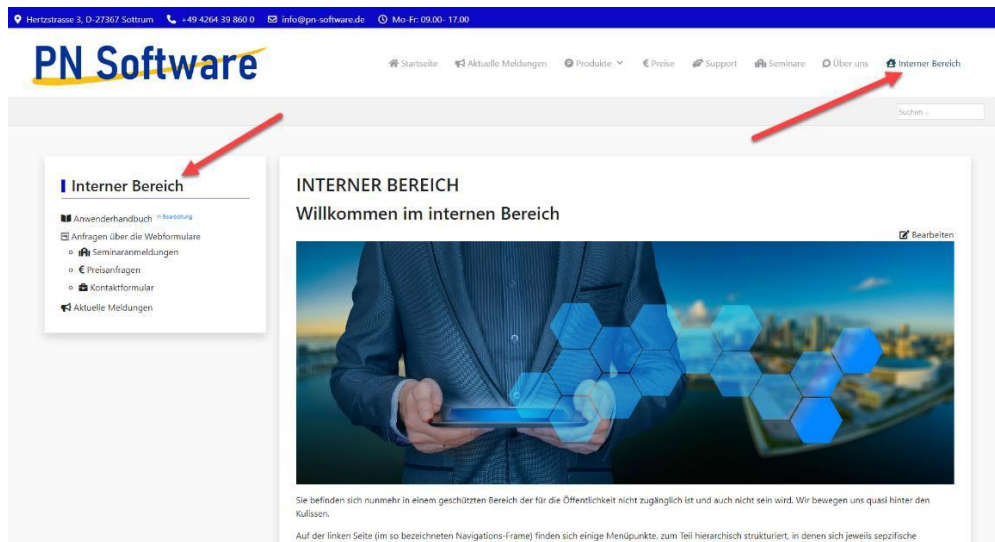 Hertzstrasse 3, D-27367 Sottrum +49 4264 39 860 0 info@pn-software.de Mo-Fr: 09.00- 17.00
PN Software
Startseite Aktuelle Meldungen Produkte € Preise Support Seminare Über uns Interner Bereich
Suchen ...
Interner Bereich
Anwenderhandbuch in Bearbeitung
Anfragen über die Webformulare
Seminaranmeldungen
€ Preisanfragen
Kontaktformular
Aktuelle Meldungen
INTERNER BEREICH
Willkommen im internen Bereich
Bearbeiten
Sie befinden sich nunmehr in einem geschützten Bereich der für die Öffentlichkeit nicht zugänglich ist und auch nicht sein wird. Wir bewegen uns quasi hinter den
Kulissen.
Auf der linken Seite (im so bezeichneten Navigations-Frame) finden sich einige Menüpunkte, zum Teil hierarchisch strukturiert, in denen sich jeweils sepzifische